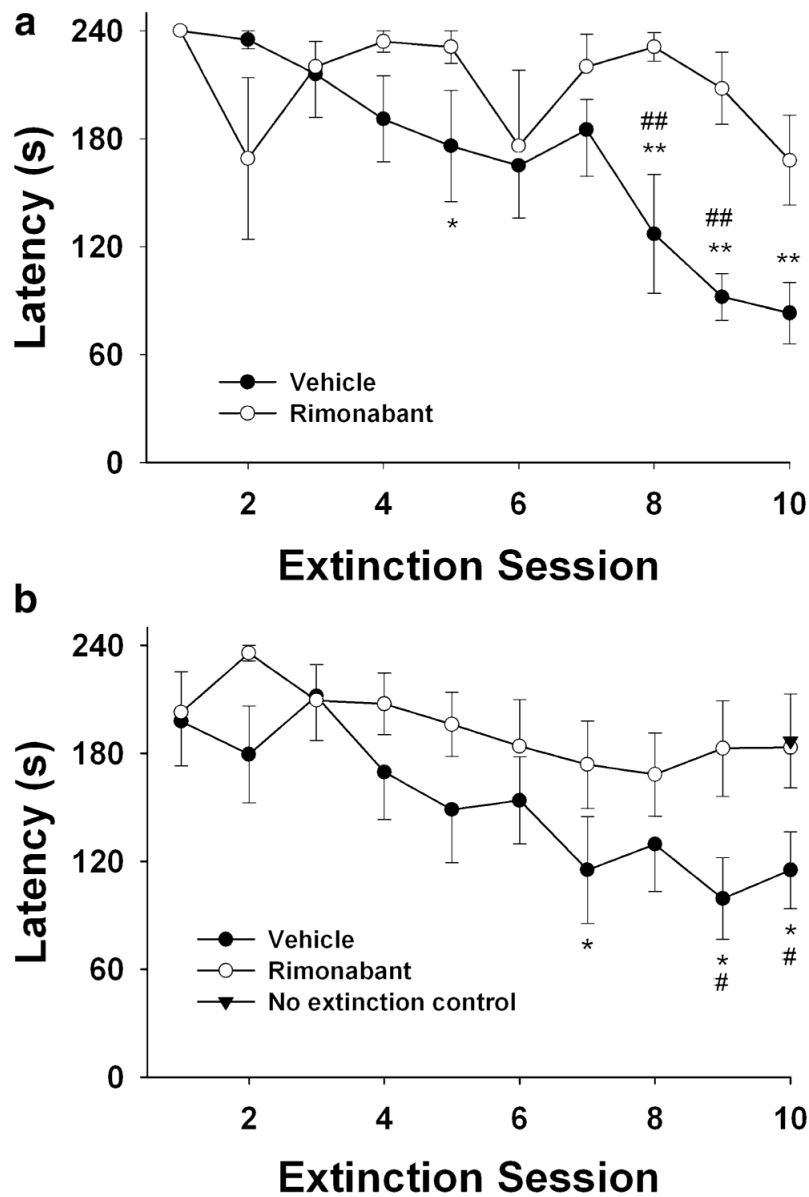 a
240
180
120
60
0
Latency (s)
##
**
*
##
**
**
Vehicle
Rimonabant
2 4 6 8 10
Extinction Session
b
240
180
120
60
0
Latency (s)
Vehicle
Rimonabant
No extinction control
*
*
#
*
#
2 4 6 8 10
Extinction Session